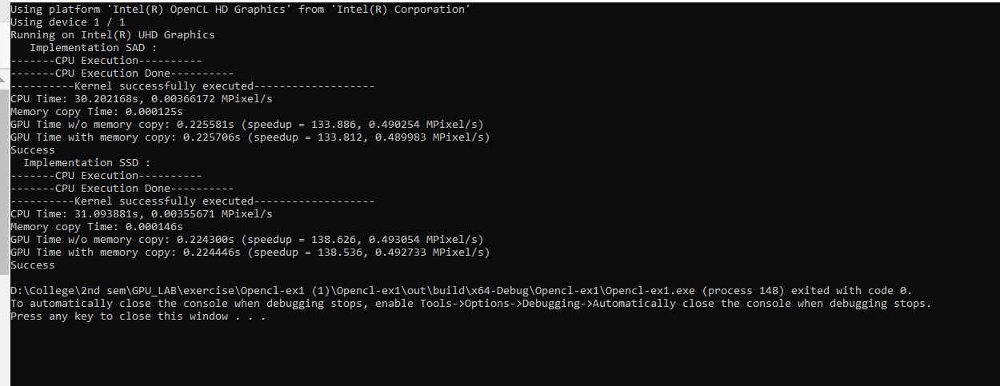 Using platform 'Intel(R) OpenCL HD Graphics' from 'Intel(R) Corporation'
Using device 1 / 1
Running on Intel(R) UHD Graphics
   Implementation SAD :
-------CPU Execution----------
-------CPU Execution Done----------
----------Kernel successfully executed-------------------
CPU Time: 30.202168s, 0.00366172 MPixel/s
Memory copy Time: 0.000125s
GPU Time w/o memory copy: 0.225581s (speedup = 133.886, 0.490254 MPixel/s)
GPU Time with memory copy: 0.225706s (speedup = 133.812, 0.489983 MPixel/s)
Success
  Implementation SSD :
-------CPU Execution----------
-------CPU Execution Done----------
----------Kernel successfully executed-------------------
CPU Time: 31.093881s, 0.00355671 MPixel/s
Memory copy Time: 0.000146s
GPU Time w/o memory copy: 0.224300s (speedup = 138.626, 0.493054 MPixel/s)
GPU Time with memory copy: 0.224446s (speedup = 138.536, 0.492733 MPixel/s)
Success

D:\College\2nd sem\GPU_LAB\exercise\Opencl-ex1 (1)\Opencl-ex1\out\build\x64-Debug\Opencl-ex1\Opencl-ex1.exe (process 148) exited with code 0.
To automatically close the console when debugging stops, enable Tools->Options->Debugging->Automatically close the console when debugging stops.
Press any key to close this window . . .